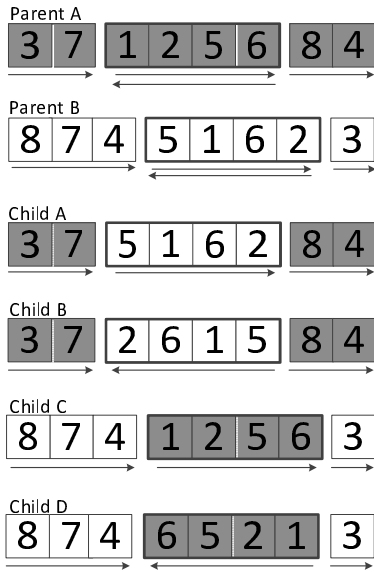 Parent A
3 7 1 2 5 6 8 4
Parent B
8 7 4 5 1 6 2 3
Child A
3 7 5 1 6 2 8 4
Child B
3 7 2 6 1 5 8 4
Child C
8 7 4 1 2 5 6 3
Child D
8 7 4 6 5 2 1 3